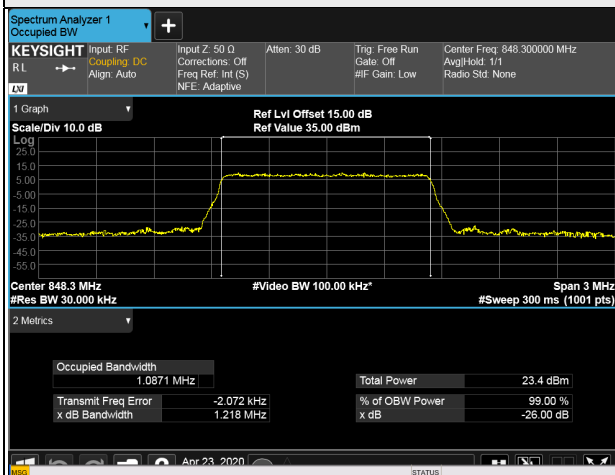 Spectrum Analyzer 1
Occupied BW
+
KEYSIGHT
RL
LXI
Input: RF
Coupling: DC
Align: Auto
Input Z: 50 Ω
Corrections: Off
Freq Ref: Int (S)
NFE: Adaptive
Atten: 30 dB
Trig: Free Run
Gate: Off
#IF Gain: Low
Center Freq: 848.300000 MHz
Avg|Hold: 1/1
Radio Std: None
1 Graph
Scale/Div 10.0 dB
Ref Lvl Offset 15.00 dB
Ref Value 35.00 dBm
Log
25.0
15.0
5.00
-5.00
-15.0
-25.0
-35.0
-45.0
-55.0
Center 848.3 MHz
#Res BW 30.000 kHz
#Video BW 100.00 kHz*
Span 3 MHz
#Sweep 300 ms (1001 pts)
2 Metrics
Occupied Bandwidth
1.0871 MHz
Transmit Freq Error -2.072 kHz
x dB Bandwidth 1.218 MHz
Total Power 23.4 dBm
% of OBW Power 99.00 %
x dB -26.00 dB
Apr 23, 2020
MSG
STATUS